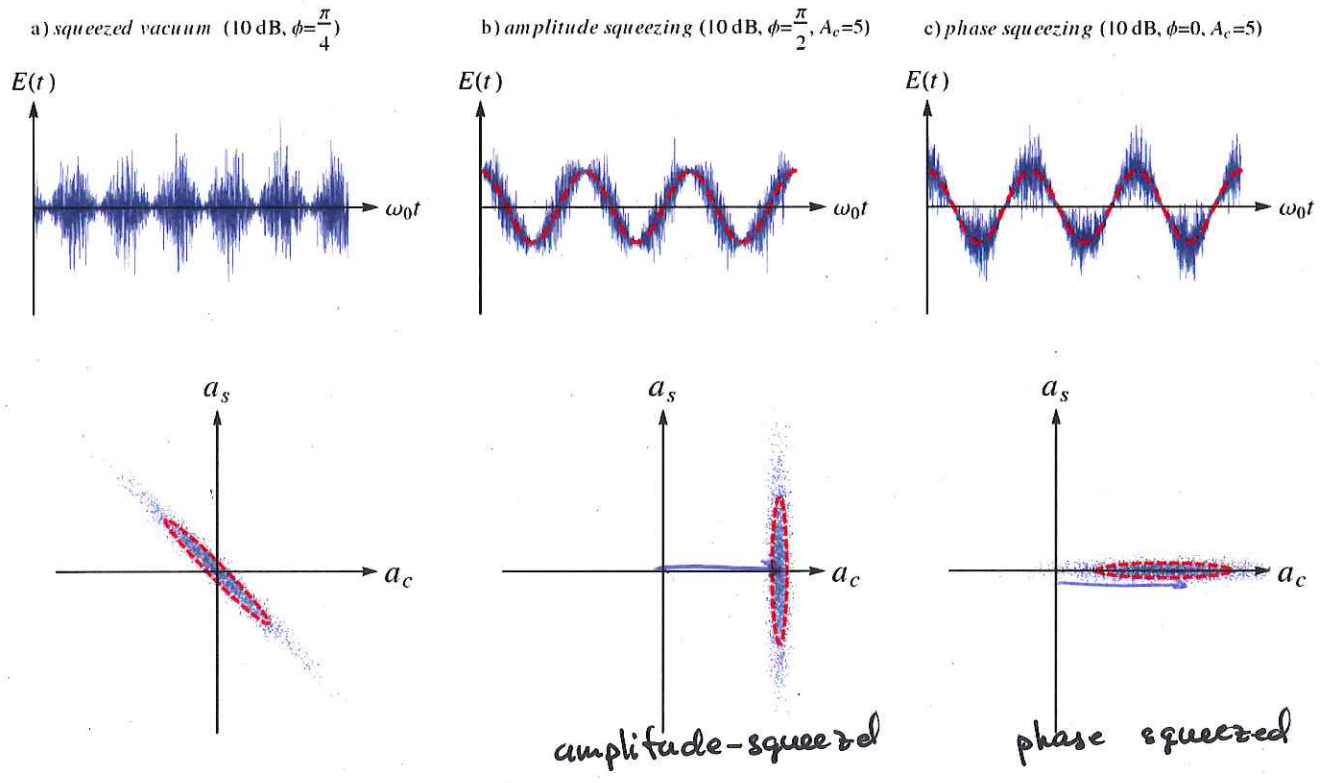 a) squeezed vacuum (10 dB, ϕ=π/4)
b) amplitude squeezing (10 dB, ϕ=π/2, A_c=5)
c) phase squeezing (10 dB, ϕ=0, A_c=5)
E(t)
E(t)
E(t)
ω₀t
ω₀t
ω₀t
a_s
a_s
a_s
a_c
a_c
a_c
amplitude-squeezed
phase squeezed